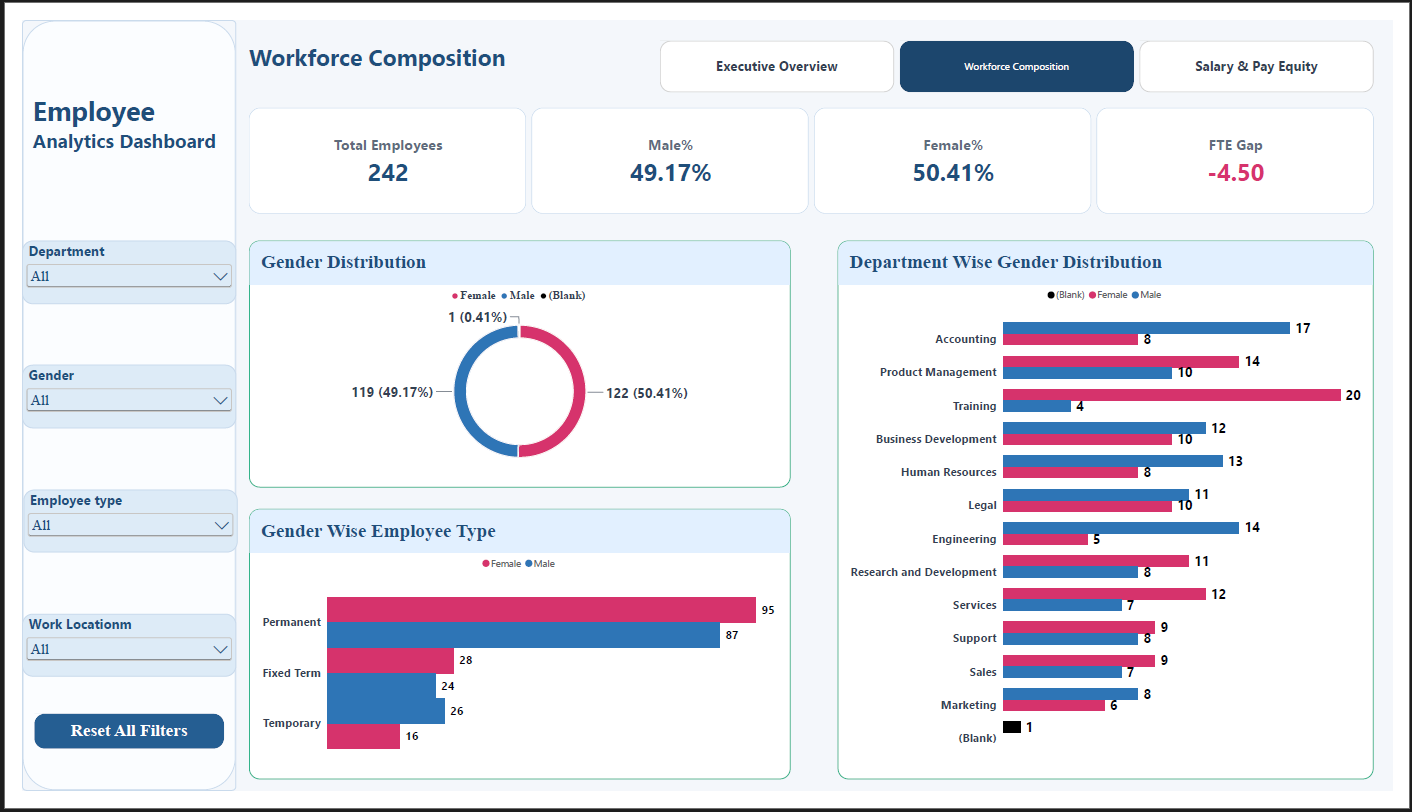 Employee
Analytics Dashboard
Department
All
Gender
All
Employee type
All
Work Locationm
All
Reset All Filters
Workforce Composition
Executive Overview
Workforce Composition
Salary & Pay Equity
Total Employees
242
Male%
49.17%
Female%
50.41%
FTE Gap
-4.50
Gender Distribution
Female Male (Blank)
1 (0.41%)
119 (49.17%)
122 (50.41%)
Gender Wise Employee Type
Female Male
Permanent
95
87
Fixed Term
28
24
Temporary
26
16
Department Wise Gender Distribution
(Blank) Female Male
Accounting
17
8
Product Management
14
10
Training
20
4
Business Development
12
10
Human Resources
13
8
Legal
11
10
Engineering
14
5
Research and Development
11
8
Services
12
7
Support
9
8
Sales
9
7
Marketing
8
6
(Blank)
1